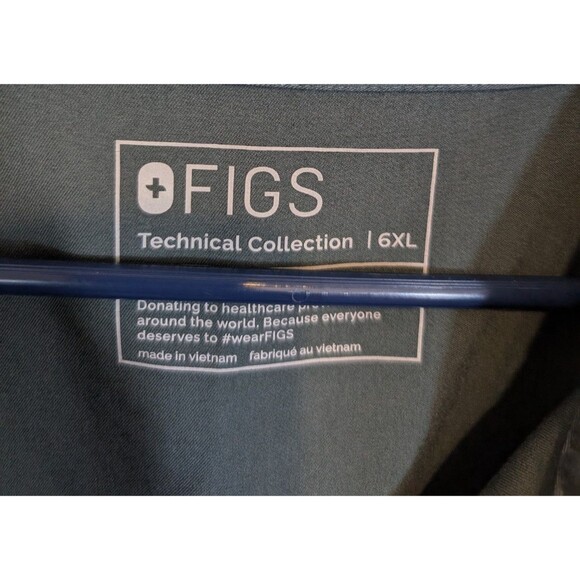 FIGS
Technical Collection | 6XL
Donating to healthcare
around the world. Because everyone
deserves to #wearFIGS
made in vietnam fabriqué au vietnam